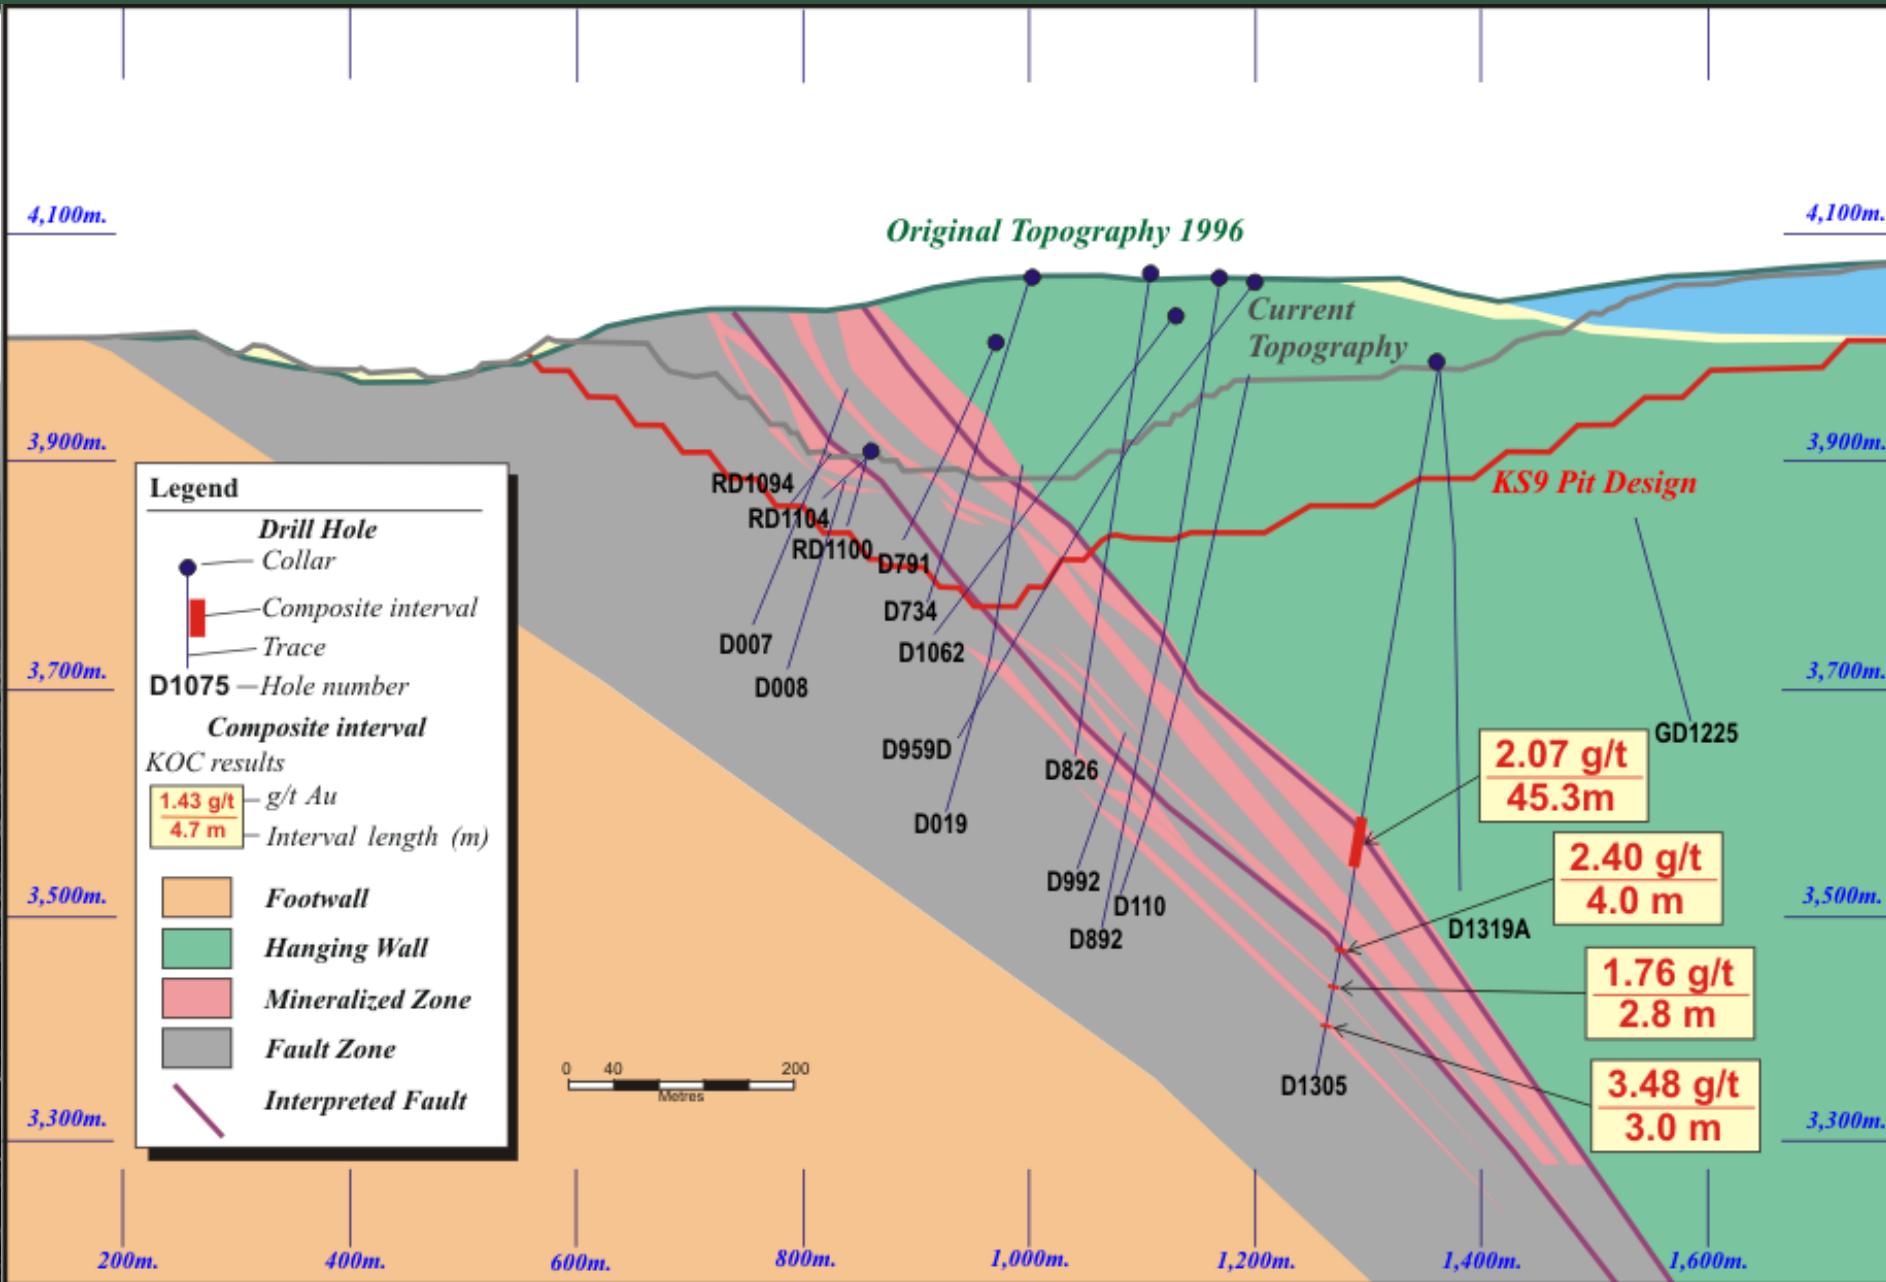 4,100m.
Original Topography 1996
4,100m.
Current
Topography
3,900m.
3,900m.
KS9 Pit Design
RD1094
RD1104
RD1100
D791
D734
D007
D1062
D008
D959D
D826
D019
D992
D110
D892
3,700m.
3,700m.
GD1225
2.07 g/t
45.3m
2.40 g/t
4.0 m
D1319A
1.76 g/t
2.8 m
3.48 g/t
3.0 m
D1305
3,500m.
3,500m.
3,300m.
3,300m.
Legend
Drill Hole
Collar
Composite interval
Trace
D1075 Hole number
Composite interval
KOC results
1.43 g/t g/t Au
4.7 m Interval length (m)
Footwall
Hanging Wall
Mineralized Zone
Fault Zone
Interpreted Fault
0 40 200
Metres
200m. 400m. 600m. 800m. 1,000m. 1,200m. 1,400m. 1,600m.